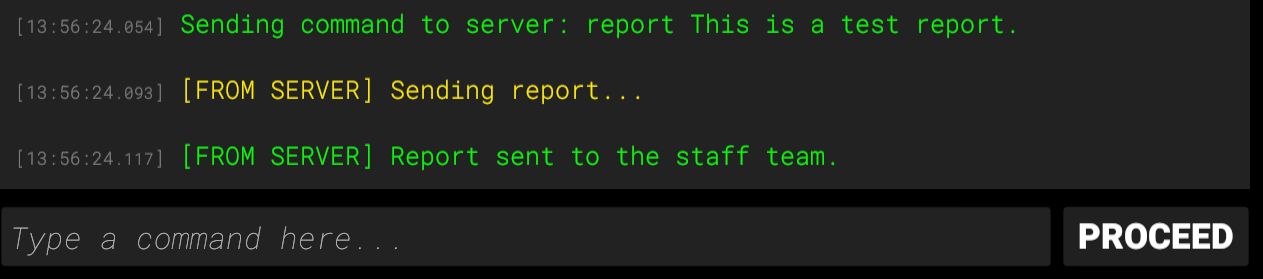 [13:56:24.054] Sending command to server: report This is a test report.
[13:56:24.093] [FROM SERVER] Sending report...
[13:56:24.117] [FROM SERVER] Report sent to the staff team.
Type a command here... PROCEED